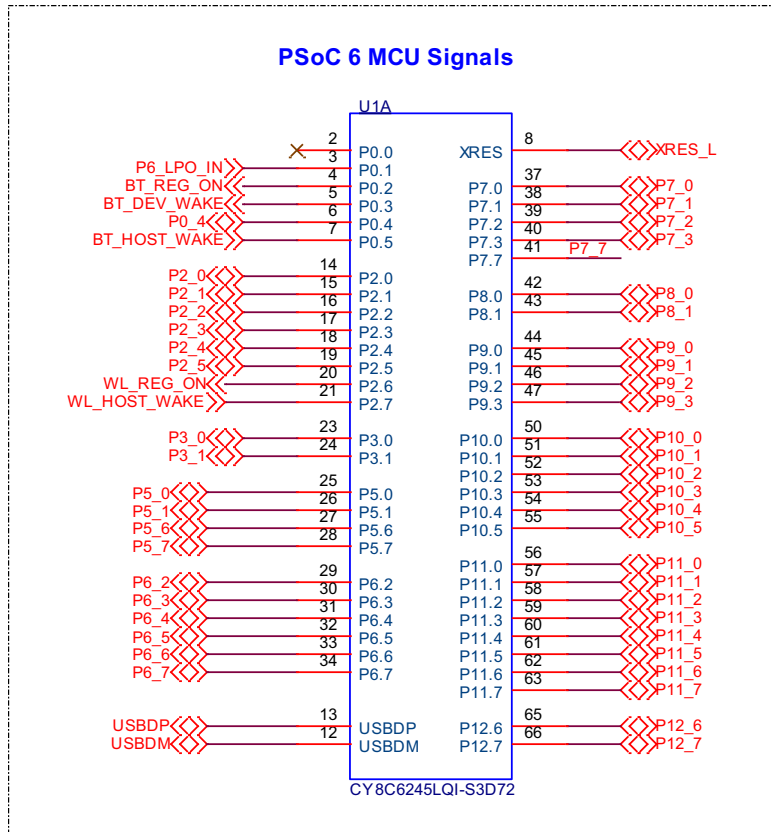 PSoC 6 MCU Signals
U1A
2 P0.0 XRES 8 XRES_L
P6_LPO_IN 3 P0.1
BT_REG_ON 4 P0.2 P7.0 37 P7_0
BT_DEV_WAKE 5 P0.3 P7.1 38 P7_1
P0_4 6 P0.4 P7.2 39 P7_2
BT_HOST_WAKE 7 P0.5 P7.3 40 P7_3
P7.7 41 P7_7
P2_0 14 P2.0 P8.0 42 P8_0
P2_1 15 P2.1 P8.1 43 P8_1
P2_2 16 P2.2
P2_3 17 P2.3 P9.0 44 P9_0
P2_4 18 P2.4
P2_5 19 P2.5 P9.1 45 P9_1
WL_REG_ON 20 P2.6 P9.2 46 P9_2
WL_HOST_WAKE 21 P2.7 P9.3 47 P9_3
P3_0 23 P3.0 P10.0 50 P10_0
P3_1 24 P3.1 P10.1 51 P10_1
P10.2 52 P10_2
P5_0 25 P5.0 P10.3 53 P10_3
P5_1 26 P5.1 P10.4 54 P10_4
P5_6 27 P5.6 P10.5 55 P10_5
P5_7 28 P5.7
P11.0 56 P11_0
P6_2 29 P6.2 P11.1 57 P11_1
P6_3 30 P6.3 P11.2 58 P11_2
P6_4 31 P6.4 P11.3 59 P11_3
P6_5 32 P6.5 P11.4 60 P11_4
P6_6 33 P6.6 P11.5 61 P11_5
P6_7 34 P6.7 P11.6 62 P11_6
P11.7 63 P11_7
USBDP 13 USBDP P12.6 65 P12_6
USBDM 12 USBDM P12.7 66 P12_7
CY8C6245LQI-S3D72